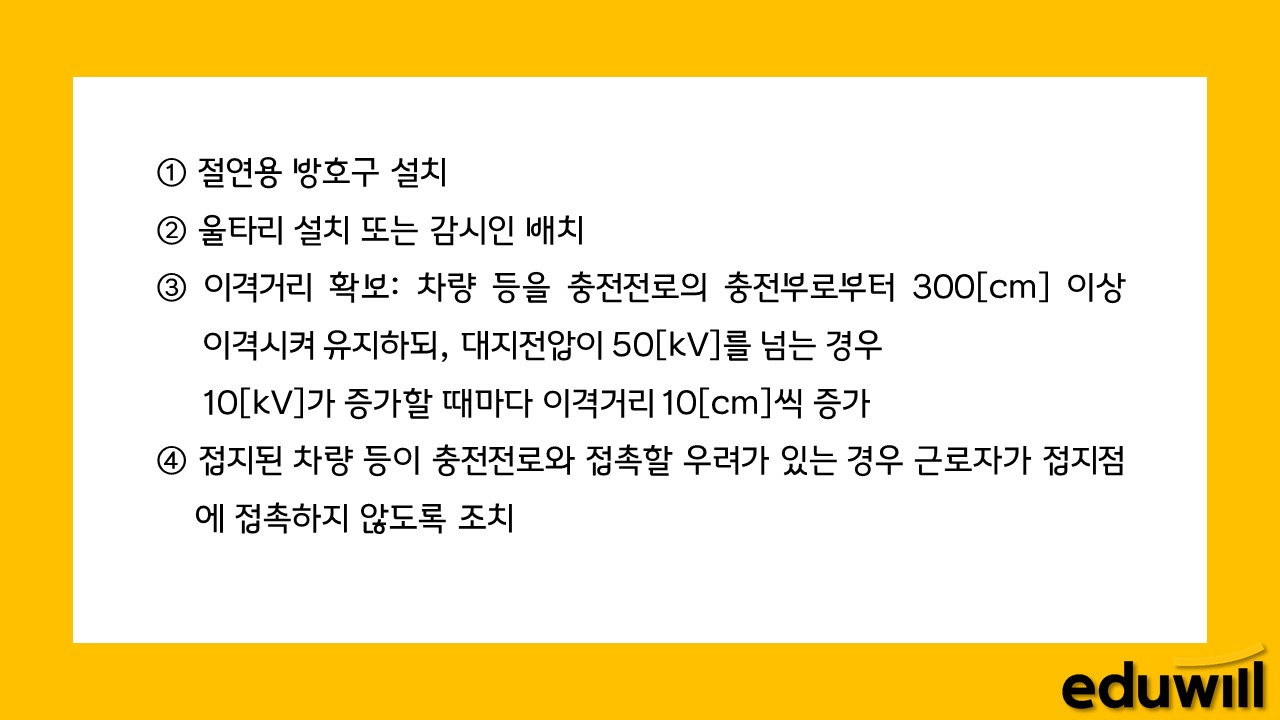 ① 절연용 방호구 설치
② 울타리 설치 또는 감시인 배치
③ 이격거리 확보: 차량 등을 충전전로의 충전부로부터 300[cm] 이상
이격시켜 유지하되, 대지전압이 50[kV]를 넘는 경우
10[kV]가 증가할 때마다 이격거리 10[cm]씩 증가
④ 접지된 차량 등이 충전전로와 접촉할 우려가 있는 경우 근로자가 접지점
에 접촉하지 않도록 조치
eduwill